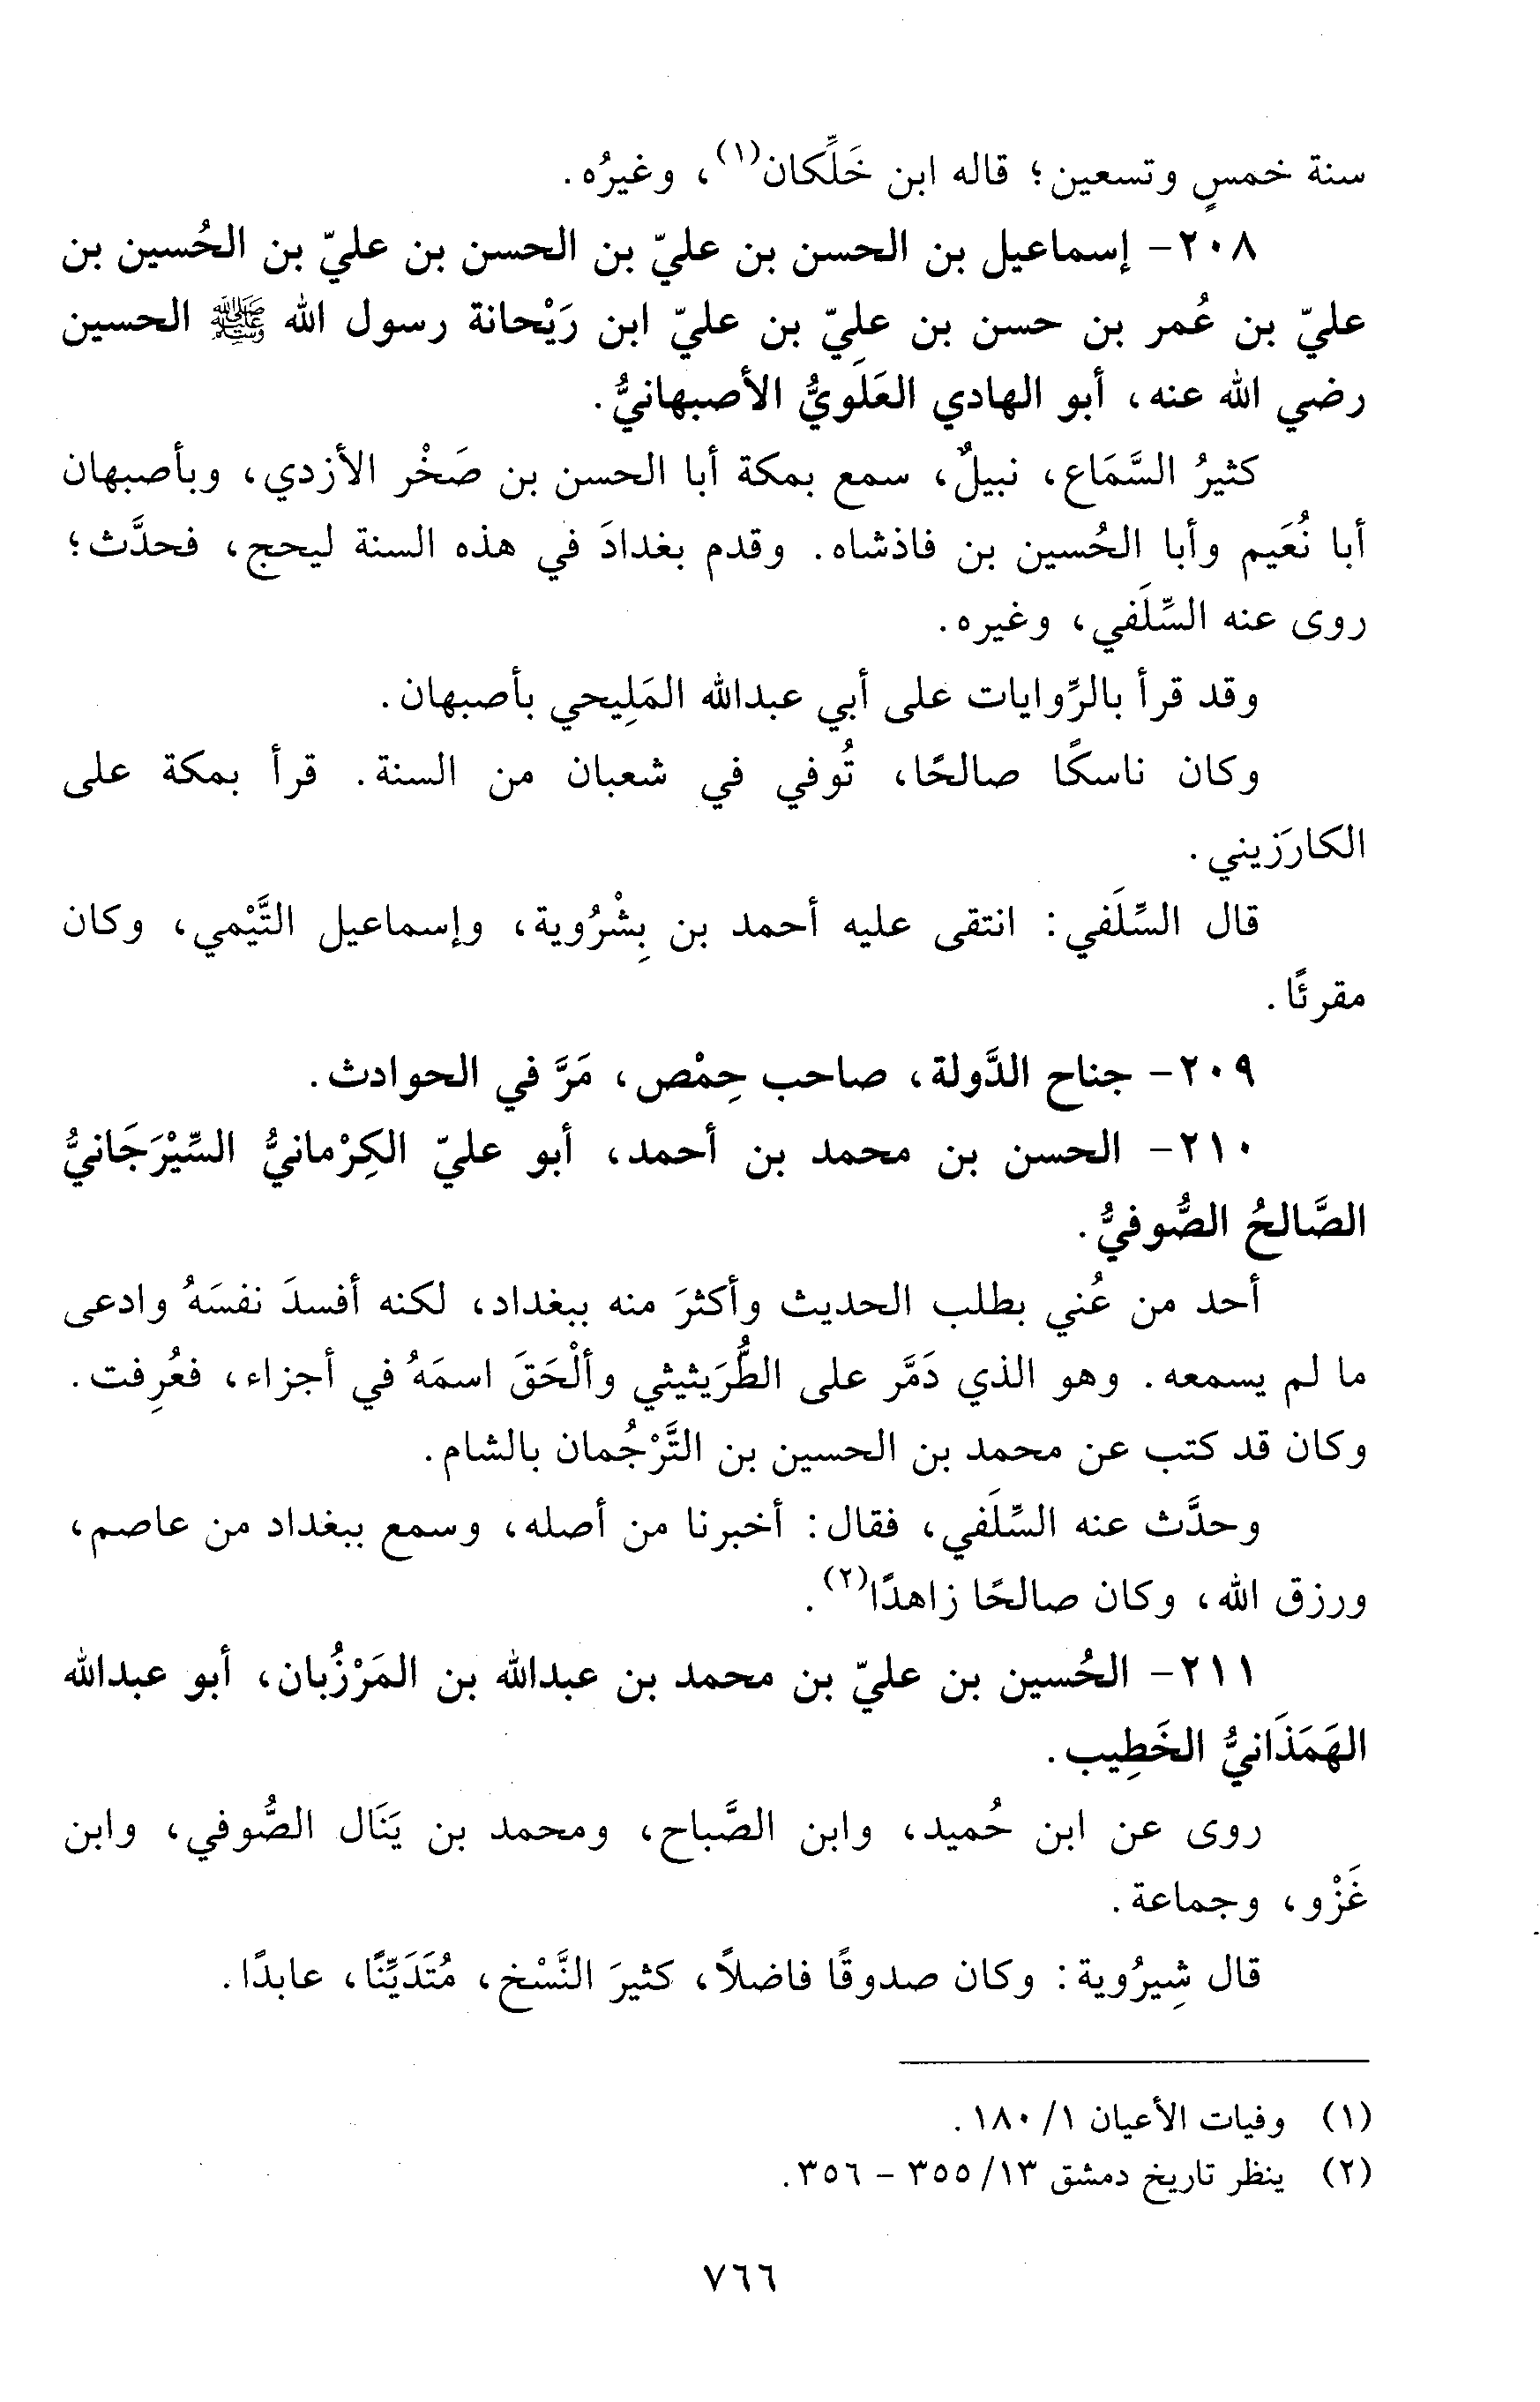 سنة خمسٍ وتسعين؛ قاله ابن خَلِّكان(١)، وغيرُه.
٢٠٨- إسماعيل بن الحسن بن عليّ بن الحسن بن عليّ بن الحُسين بن
عليّ بن عُمر بن حسن بن عليّ بن عليّ ابن رَيْحانة رسول الله ﷺ الحسين
رضي الله عنه، أبو الهادي العَلَويُّ الأصبهانيُّ.
كثيرُ السَّمَاع، نبيلٌ، سمع بمكة أبا الحسن بن صَخْر الأزدي، وبأصبهان
أبا نُعَيم وأبا الحُسين بن فاذشاه. وقدم بغدادَ في هذه السنة ليحج، فحدَّث؛
روى عنه السِّلَفي، وغيره.
وقد قرأ بالرِّوايات على أبي عبدالله المَلِيحي بأصبهان.
وكان ناسكًا صالحًا، تُوفي في شعبان من السنة. قرأ بمكة على
الكارَزيني.
قال السِّلَفي: انتقى عليه أحمد بن بِشْرُوية، وإسماعيل التَّيْمي، وكان
مقرئًا.
٢٠٩- جناح الدَّولة، صاحب حِمْص، مَرَّ في الحوادث.
٢١٠- الحسن بن محمد بن أحمد، أبو عليّ الكِرْمانيُّ السِّيْرَجَانيُّ
الصَّالحُ الصُّوفيُّ.
أحد من عُني بطلب الحديث وأكثرَ منه ببغداد، لكنه أفسدَ نفسَهُ وادعى
ما لم يسمعه. وهو الذي دَمَّر على الطُّرَيثيثي وألْحَقَ اسمَهُ في أجزاء، فعُرِفت.
وكان قد كتب عن محمد بن الحسين بن التَّرْجُمان بالشام.
وحدَّث عنه السِّلَفي، فقال: أخبرنا من أصله، وسمع ببغداد من عاصم،
ورزق الله، وكان صالحًا زاهدًا(٢).
٢١١- الحُسين بن عليّ بن محمد بن عبدالله بن المَرْزُبان، أبو عبدالله
الهَمَذَانيُّ الخَطِيب.
روى عن ابن حُميد، وابن الصَّباح، ومحمد بن يَنَال الصُّوفي، وابن
غَزْو، وجماعة.
قال شِيرُوية: وكان صدوقًا فاضلاً، كثيرَ النَّسْخ، مُتَدَيِّنًا، عابدًا.
(١) وفيات الأعيان ١/ ١٨٠.
(٢) ينظر تاريخ دمشق ١٣/ ٣٥٥ - ٣٥٦.
٧٦٦